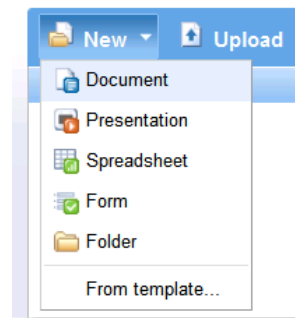 New Upload
Document
Presentation
Spreadsheet
Form
Folder
From template...